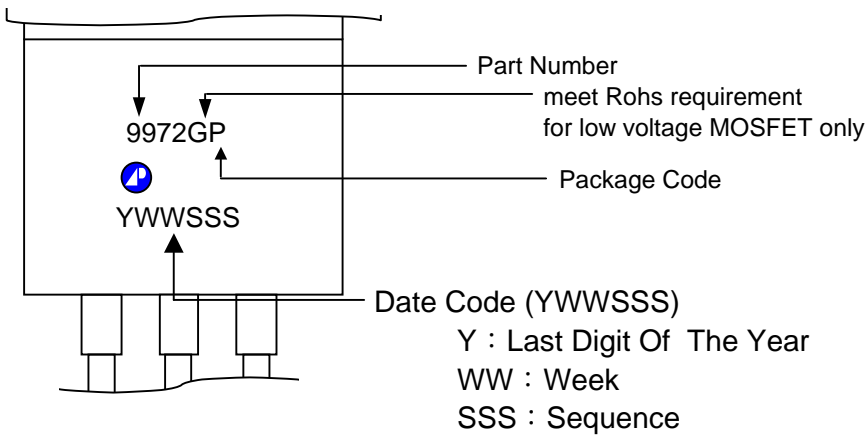 Part Number
meet Rohs requirement
for low voltage MOSFET only
9972GP
Package Code
YWWSSS
Date Code (YWWSSS)
Y：Last Digit Of The Year
WW：Week
SSS：Sequence